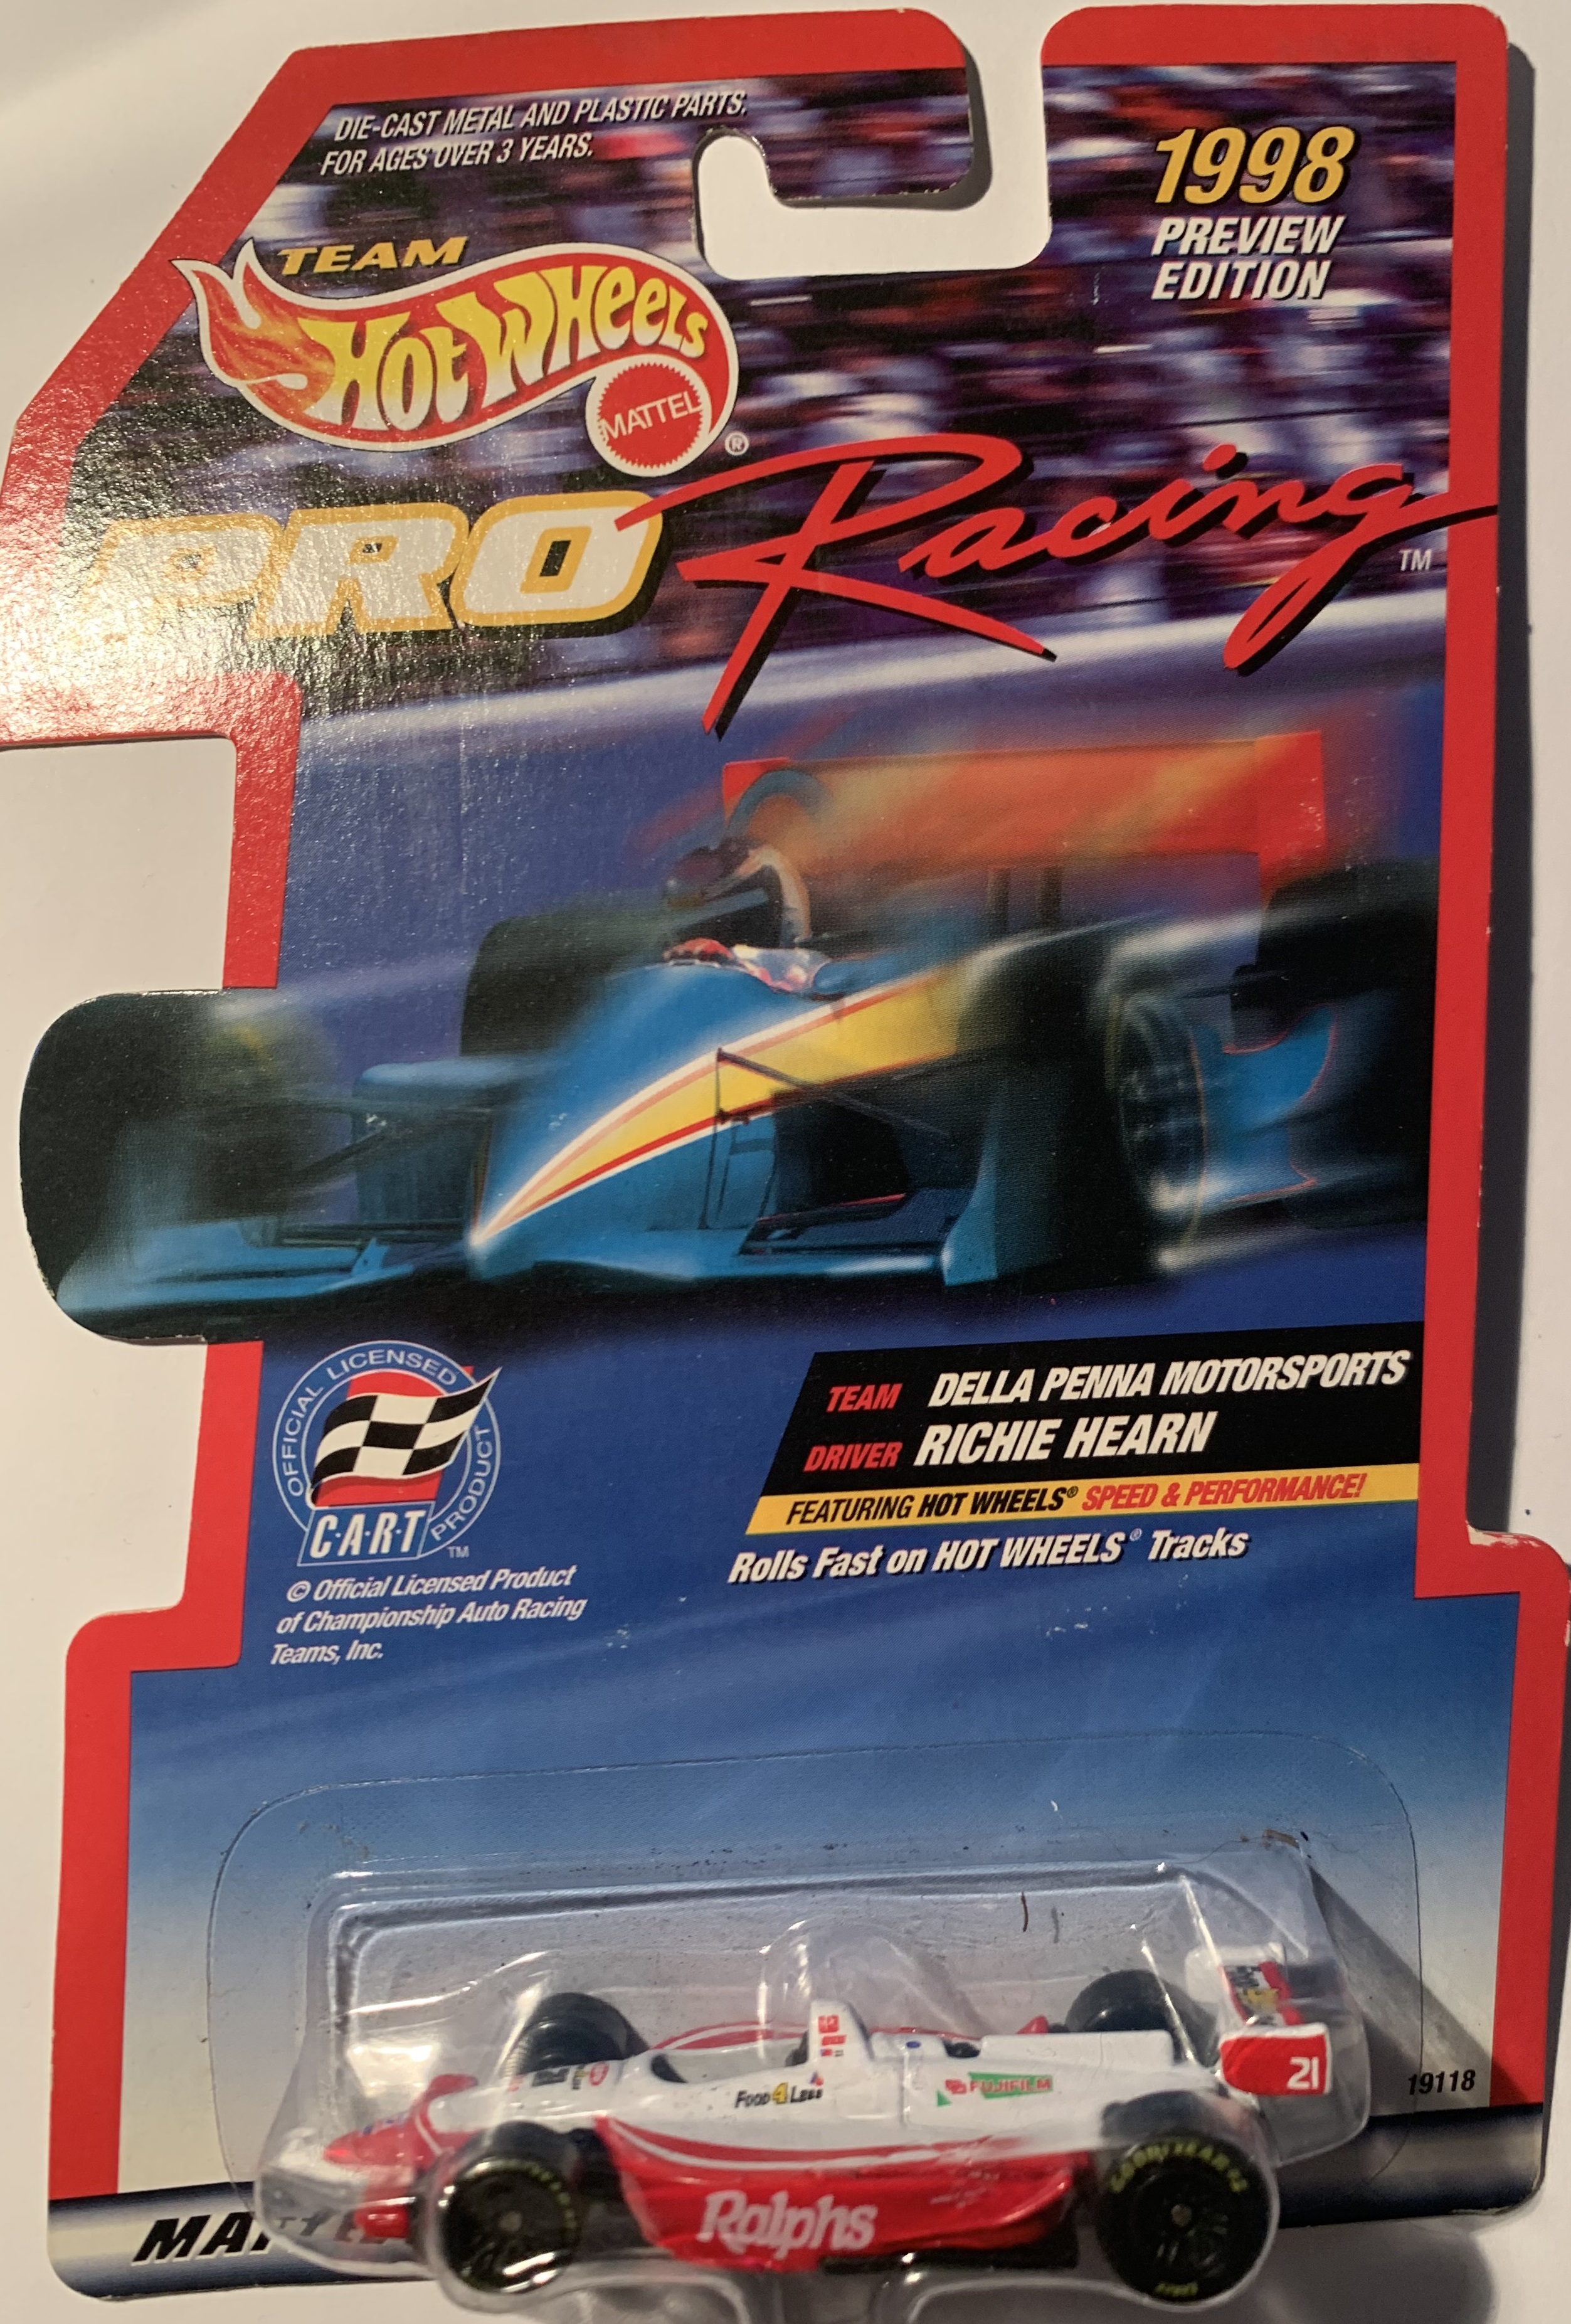 DIE-CAST METAL AND PLASTIC PARTS.
FOR AGES OVER 3 YEARS.
1998
PREVIEW
EDITION
TEAM
HOT WHEELS
MATTEL
®
PRO Racing
TM
OFFICIAL LICENSED PRODUCT
C·A·R·T
TM
© Official Licensed Product
of Championship Auto Racing
Teams, Inc.
TEAM DELLA PENNA MOTORSPORTS
DRIVER RICHIE HEARN
FEATURING HOT WHEELS® SPEED & PERFORMANCE!
Rolls Fast on HOT WHEELS® Tracks
21
19118
FOOD 4 LESS
FUJIFILM
GOODYEAR
Ralphs